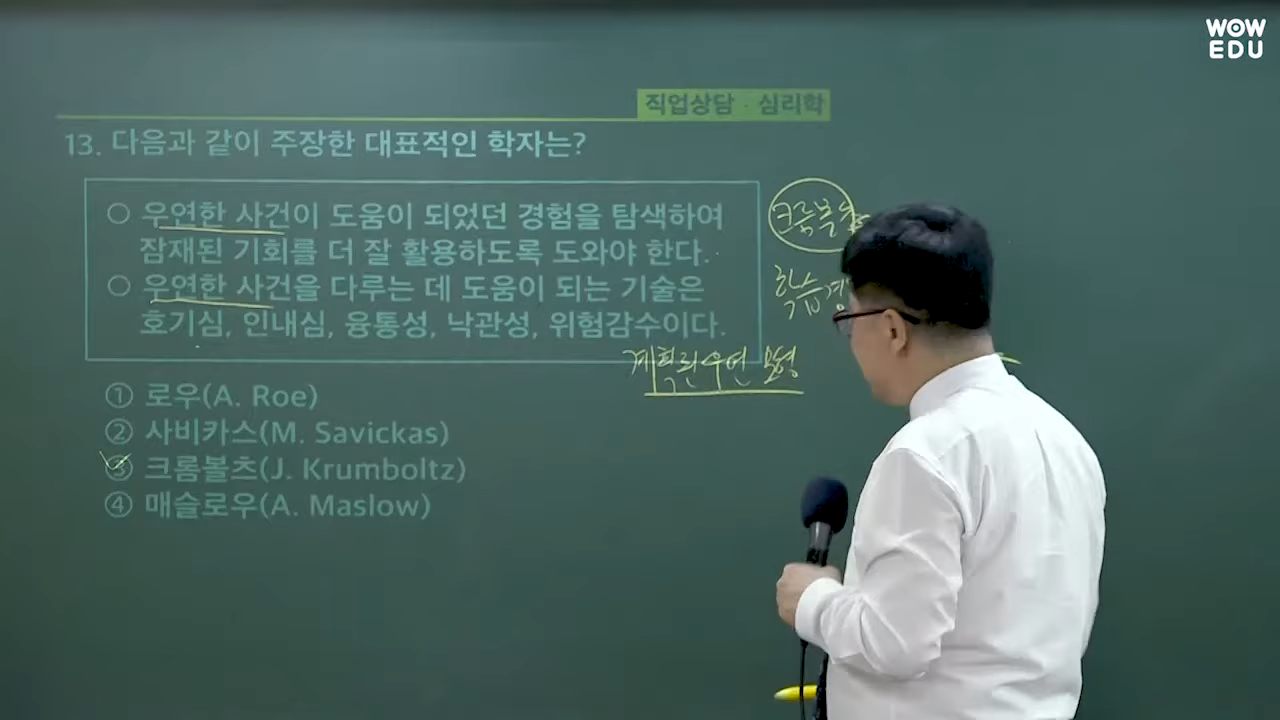 WOW
EDU
직업상담·심리학
13. 다음과 같이 주장한 대표적인 학자는?
○ 우연한 사건이 도움이 되었던 경험을 탐색하여
잠재된 기회를 더 잘 활용하도록 도와야 한다.
○ 우연한 사건을 다루는 데 도움이 되는 기술은
호기심, 인내심, 융통성, 낙관성, 위험감수이다.
크롬볼
학습
계획된 우연 모형
① 로우(A. Roe)
② 사비카스(M. Savickas)
③ 크롬볼츠(J. Krumboltz)
④ 매슬로우(A. Maslow)